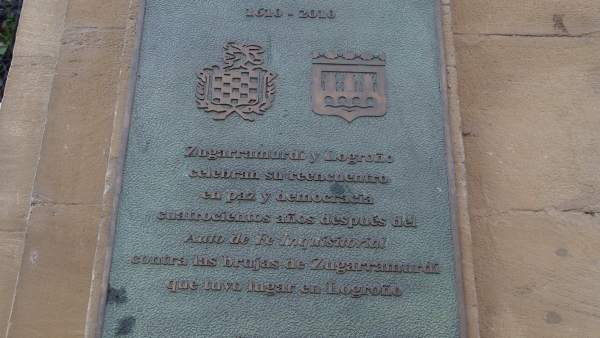 1610 - 2010
Zugarramurdi y Logroño
celebran su reencuentro
en paz y democracia
cuatrocientos años después del
Auto de Fe Inquisitorial
contra las brujas de Zugarramurdi
que tuvo lugar en Logroño